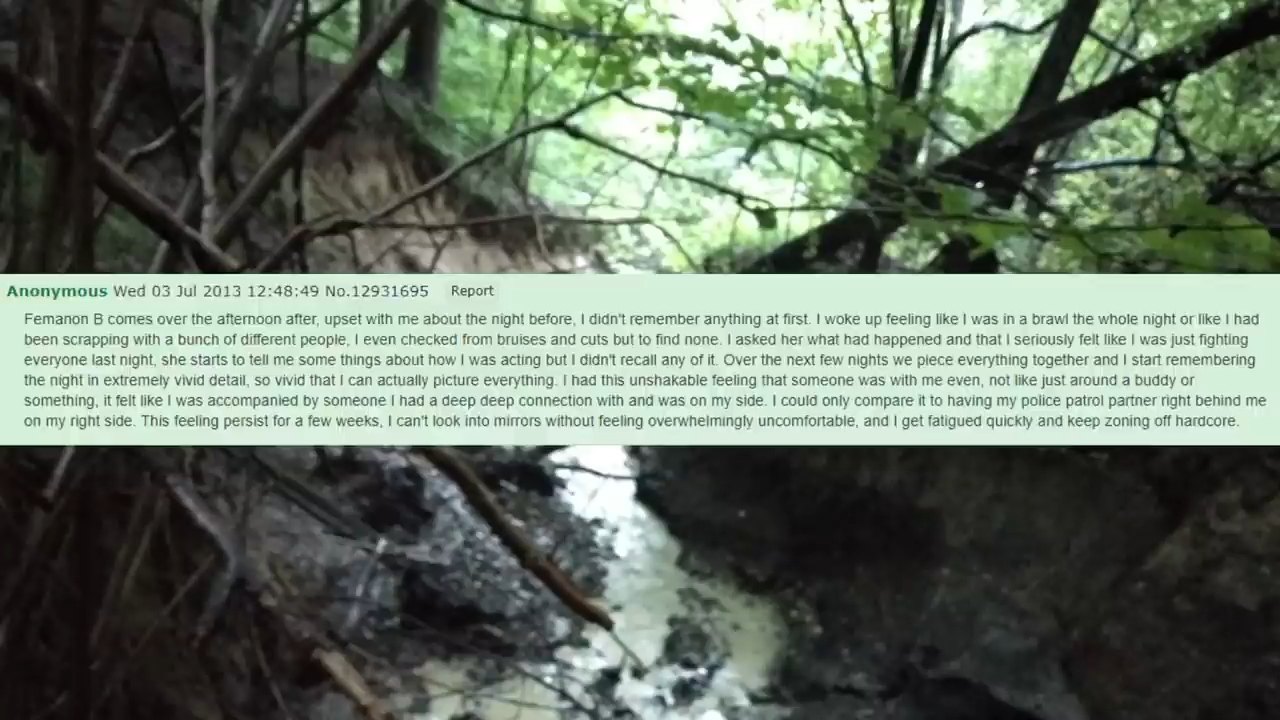 Anonymous Wed 03 Jul 2013 12:48:49 No.12931695 Report
Femanon B comes over the afternoon after, upset with me about the night before, I didn't remember anything at first. I woke up feeling like I was in a brawl the whole night or like I had
been scrapping with a bunch of different people, I even checked from bruises and cuts but to find none. I asked her what had happened and that I seriously felt like I was just fighting
everyone last night, she starts to tell me some things about how I was acting but I didn't recall any of it. Over the next few nights we piece everything together and I start remembering
the night in extremely vivid detail, so vivid that I can actually picture everything. I had this unshakable feeling that someone was with me even, not like just around a buddy or
something, it felt like I was accompanied by someone I had a deep deep connection with and was on my side. I could only compare it to having my police patrol partner right behind me
on my right side. This feeling persist for a few weeks, I can't look into mirrors without feeling overwhelmingly uncomfortable, and I get fatigued quickly and keep zoning off hardcore.